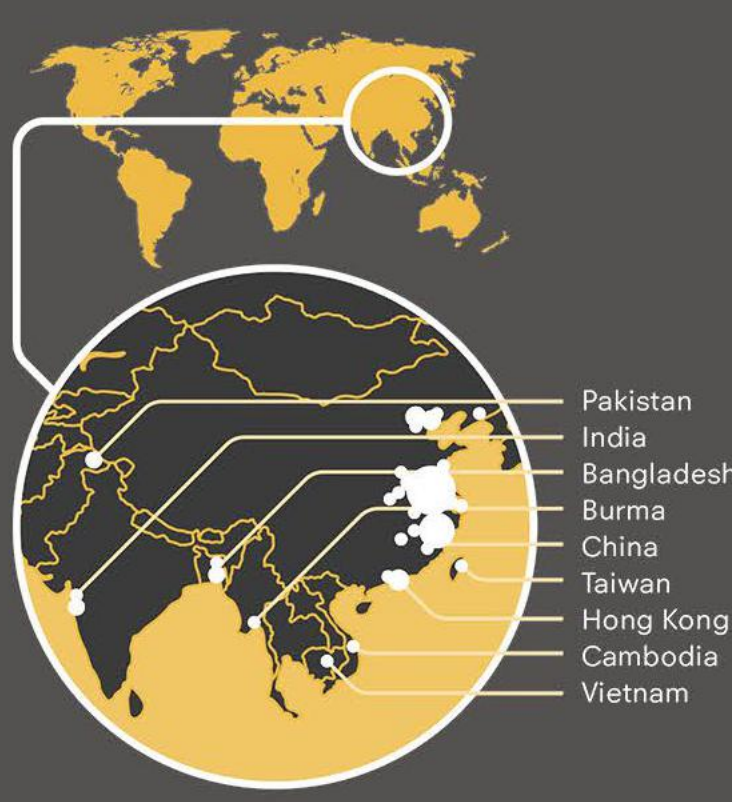 Pakistan
India
Bangladesh
Burma
China
Taiwan
Hong Kong
Cambodia
Vietnam